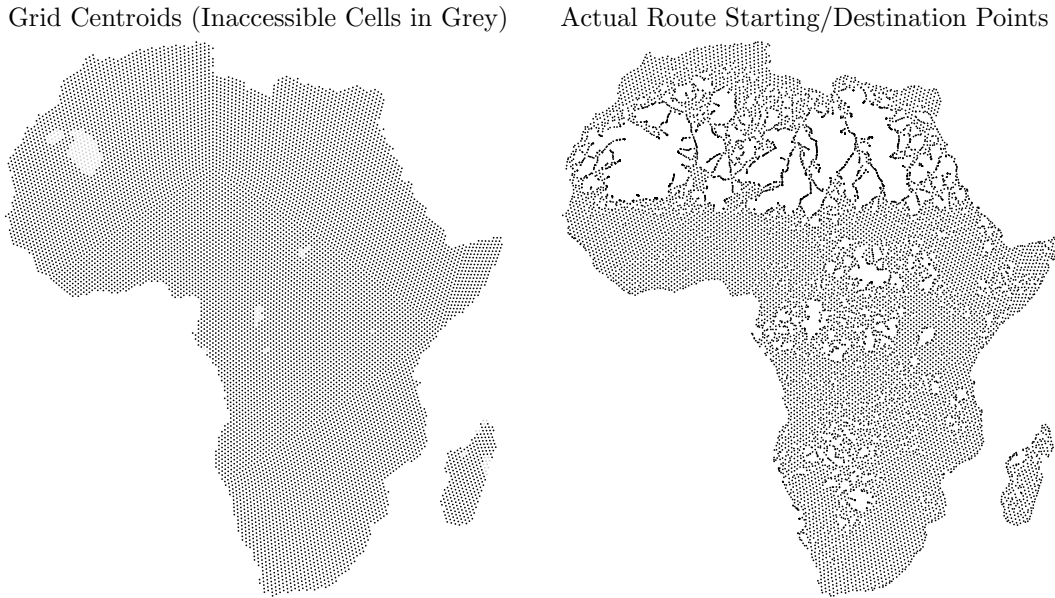 Grid Centroids (Inaccessible Cells in Grey)
Actual Route Starting/Destination Points